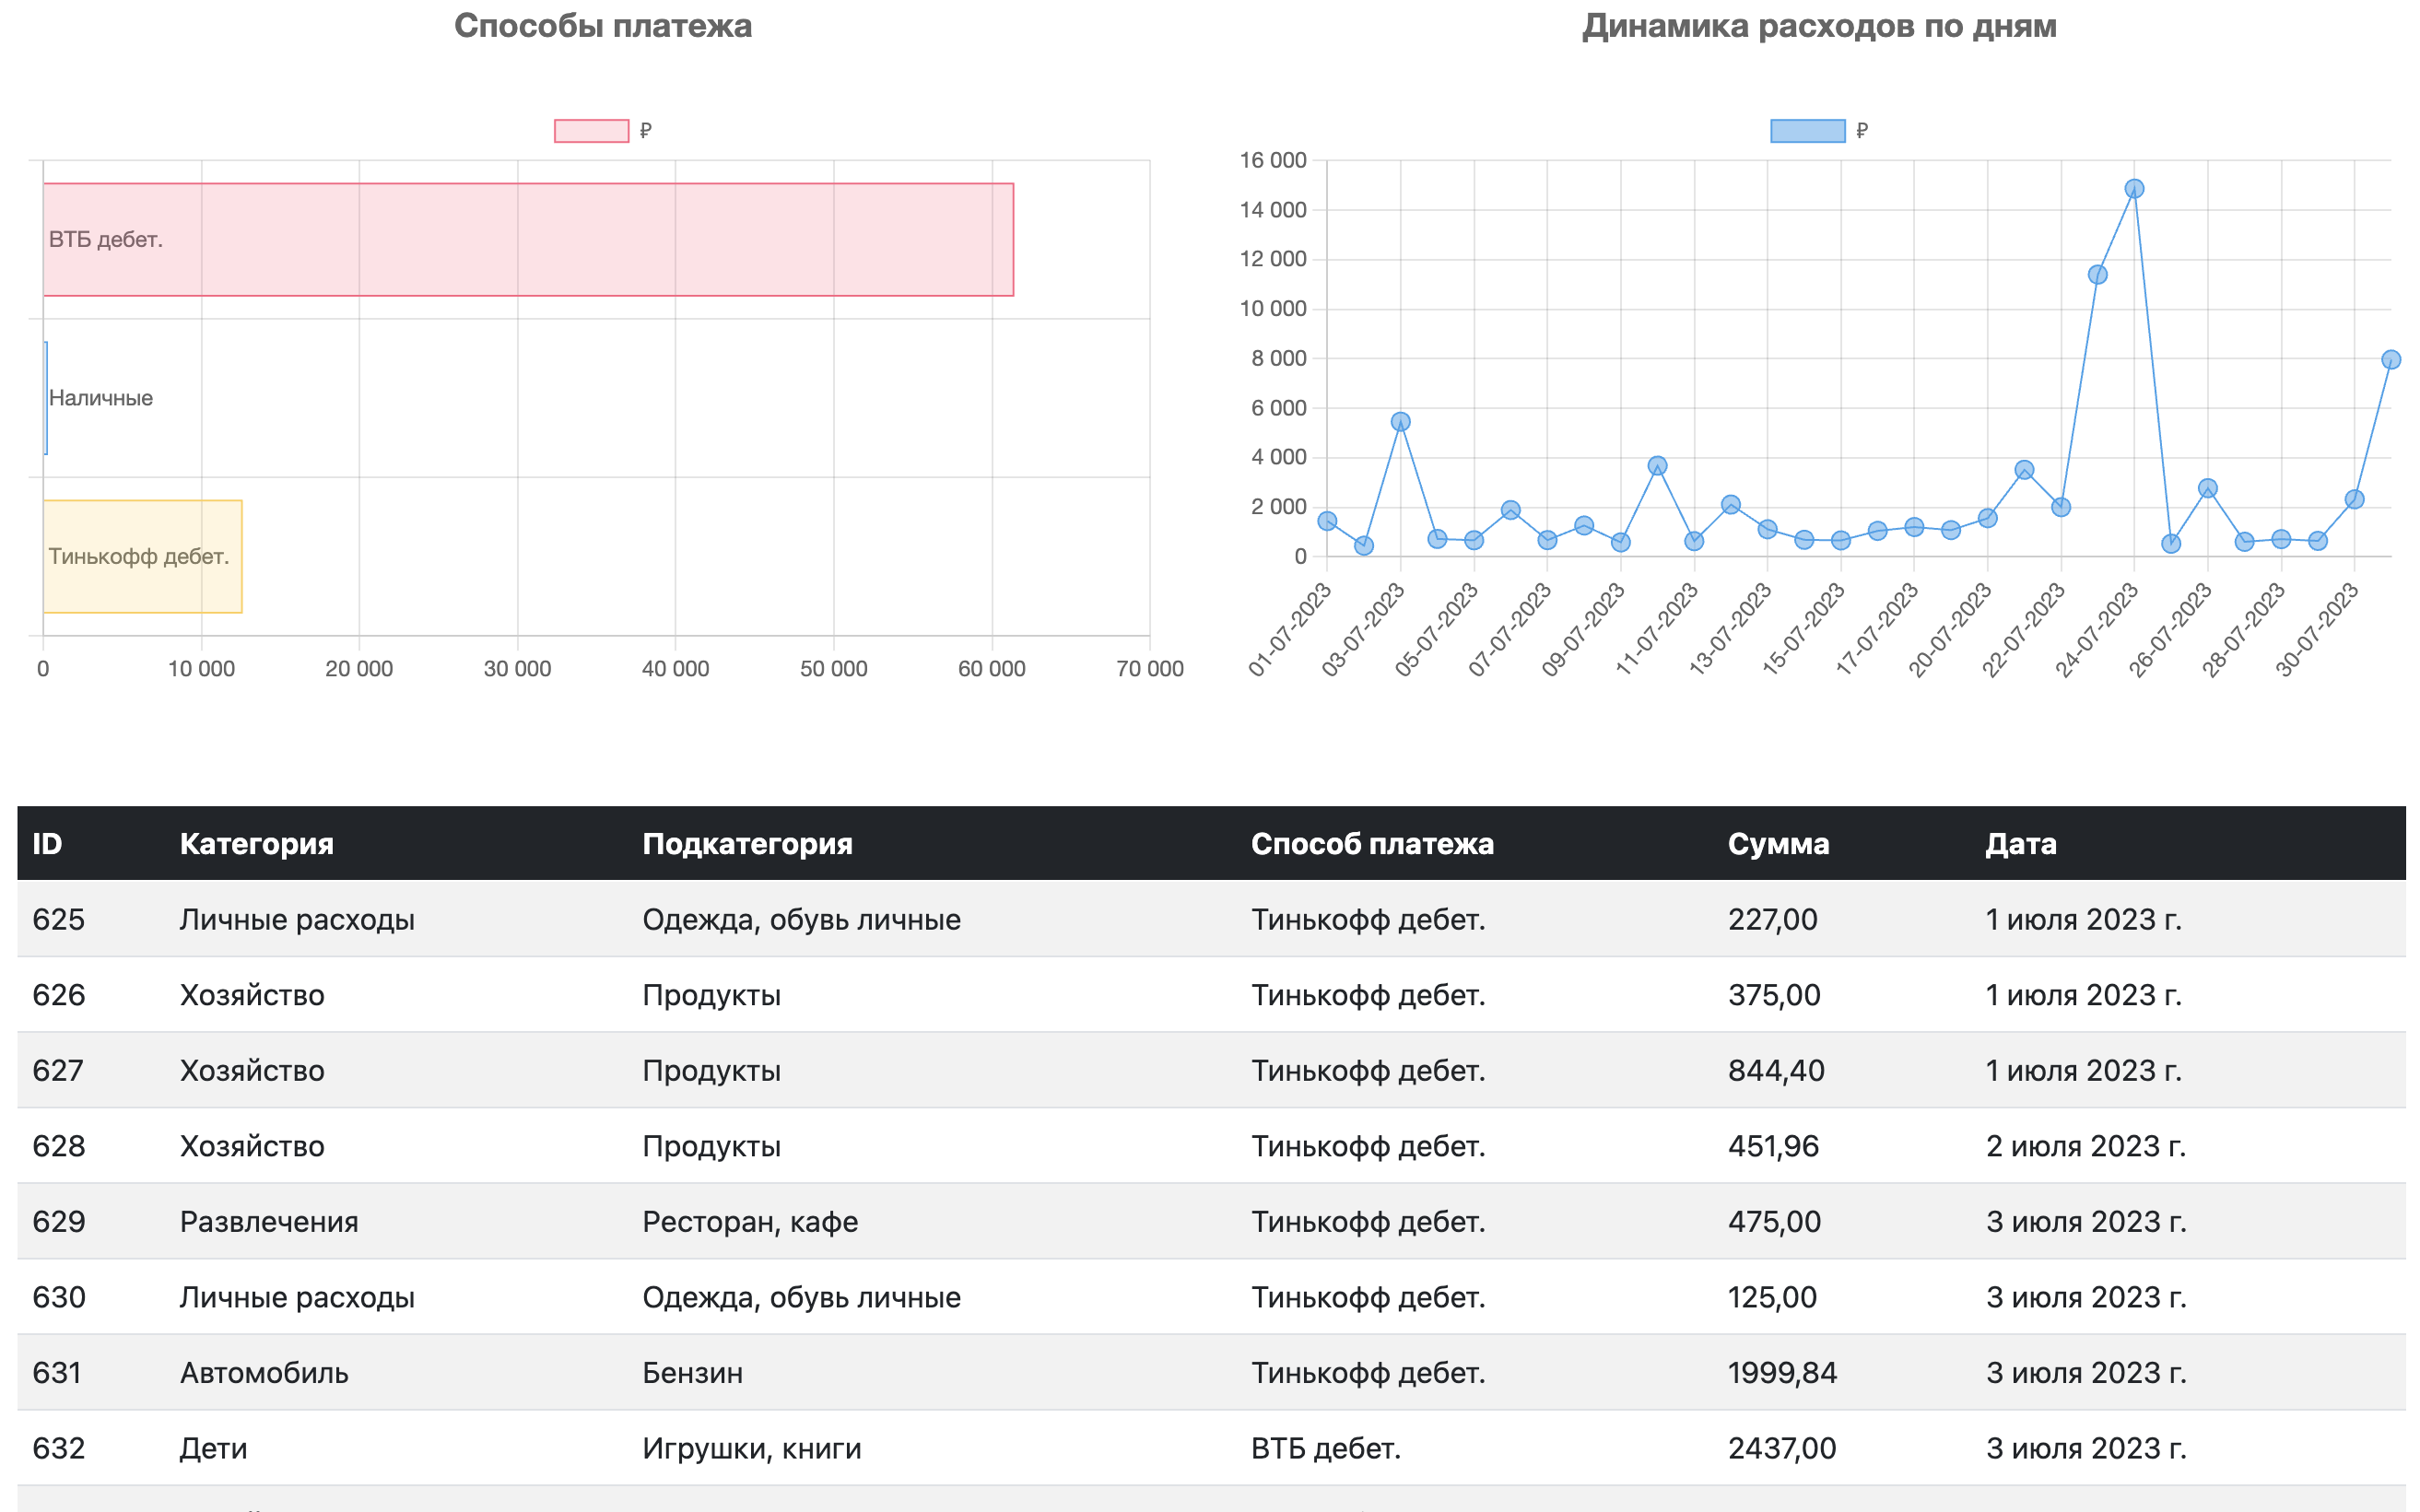 Способы платежа
₽
ВТБ дебет.
Наличные
Тинькофф дебет.
0 10 000 20 000 30 000 40 000 50 000 60 000 70 000
Динамика расходов по дням
₽
16 000
14 000
12 000
10 000
8 000
6 000
4 000
2 000
0
01-07-2023 03-07-2023 05-07-2023 07-07-2023 09-07-2023 11-07-2023 13-07-2023 15-07-2023 17-07-2023 20-07-2023 22-07-2023 24-07-2023 26-07-2023 28-07-2023 30-07-2023
ID Категория Подкатегория Способ платежа Сумма Дата
625 Личные расходы Одежда, обувь личные Тинькофф дебет. 227,00 1 июля 2023 г.
626 Хозяйство Продукты Тинькофф дебет. 375,00 1 июля 2023 г.
627 Хозяйство Продукты Тинькофф дебет. 844,40 1 июля 2023 г.
628 Хозяйство Продукты Тинькофф дебет. 451,96 2 июля 2023 г.
629 Развлечения Ресторан, кафе Тинькофф дебет. 475,00 3 июля 2023 г.
630 Личные расходы Одежда, обувь личные Тинькофф дебет. 125,00 3 июля 2023 г.
631 Автомобиль Бензин Тинькофф дебет. 1999,84 3 июля 2023 г.
632 Дети Игрушки, книги ВТБ дебет. 2437,00 3 июля 2023 г.